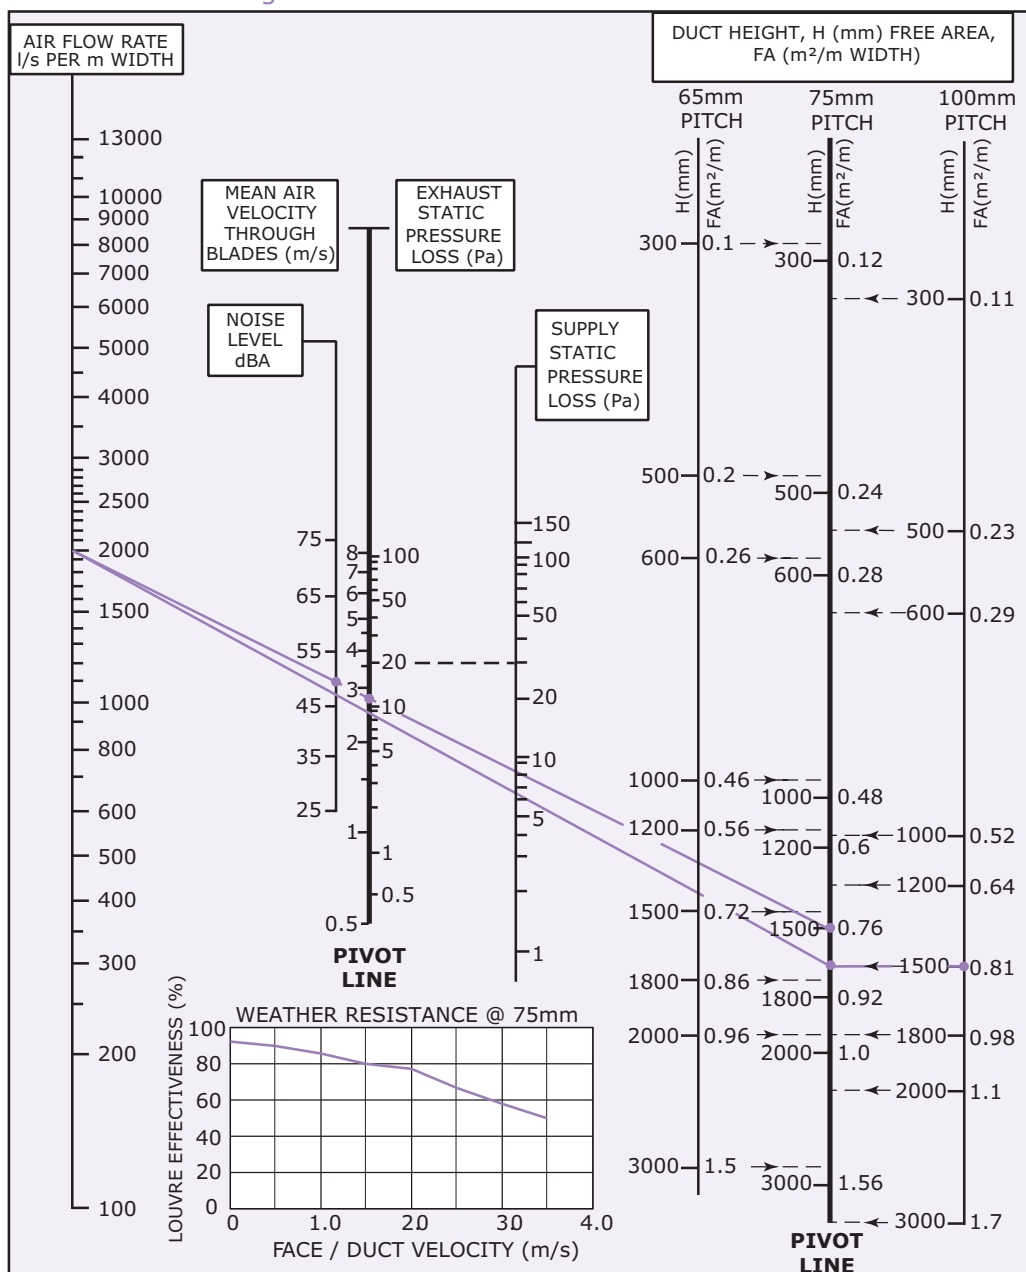 AIR FLOW RATE
l/s PER m WIDTH
DUCT HEIGHT, H (mm) FREE AREA,
FA (m²/m WIDTH)
65mm
PITCH
75mm
PITCH
100mm
PITCH
H(mm)
FA(m²/m)
H(mm)
FA(m²/m)
H(mm)
FA(m²/m)
13000
10000
9000
8000
7000
6000
5000
4000
3000
2500
2000
1500
1000
800
600
500
400
300
200
100
MEAN AIR
VELOCITY
THROUGH
BLADES (m/s)
EXHAUST
STATIC
PRESSURE
LOSS (Pa)
NOISE
LEVEL
dBA
SUPPLY
STATIC
PRESSURE
LOSS (Pa)
75
65
55
45
35
25
8
7
6
5
4
3
2
1
0.5
100
50
20
10
5
1
0.5
PIVOT
LINE
150
100
50
20
10
5
1
300 0.1
500 0.2
600 0.26
1000 0.46
1200 0.56
1500 0.72
1800 0.86
2000 0.96
3000 1.5
300 0.12
500 0.24
600 0.28
1000 0.48
1200 0.6
1500 0.76
1800 0.92
2000 1.0
3000 1.56
PIVOT
LINE
300 0.11
500 0.23
600 0.29
1000 0.52
1200 0.64
1500 0.81
1800 0.98
2000 1.1
3000 1.7
WEATHER RESISTANCE @ 75mm
LOUVRE EFFECTIVENESS (%)
100
80
60
40
20
0
0 1.0 2.0 3.0 4.0
FACE / DUCT VELOCITY (m/s)